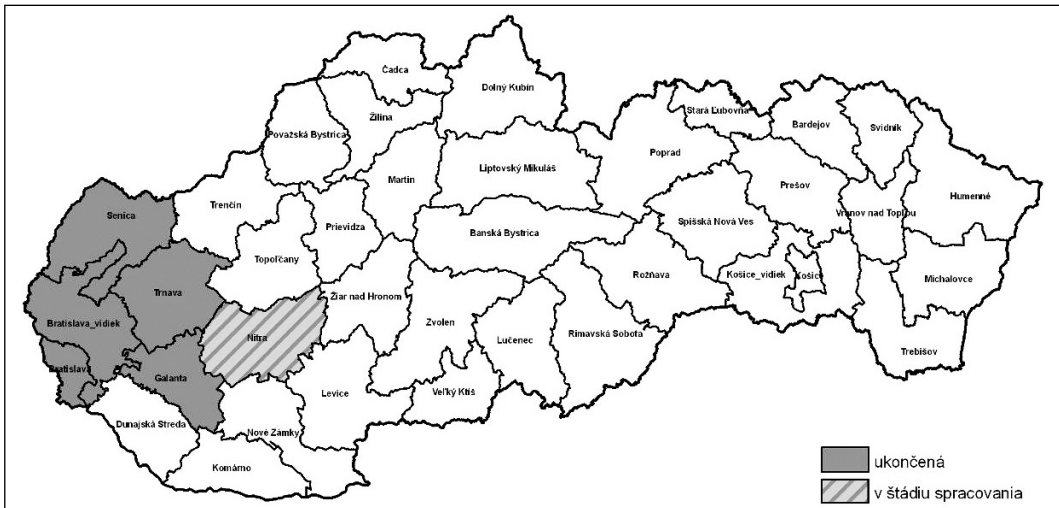 Čadca
Dolný Kubín
Stará Ľubovňa
Bardejov
Svidník
Žilina
Považská Bystrica
Poprad
Liptovský Mikuláš
Martin
Prešov
Humenné
Trenčín
Senica
Prievidza
Spišská Nová Ves
Vranov nad Topľou
Banská Bystrica
Topoľčany
Rožňava
Košice_vidiek
Košice
Michalovce
Trnava
Žiar nad Hronom
Zvolen
Bratislava_vidiek
Nitra
Rimavská Sobota
Lučenec
Trebišov
Bratislava
Galanta
Levice
Veľký Ktíš
Dunajská Streda
Nové Zámky
Komárno
ukončená
v štádiu spracovania